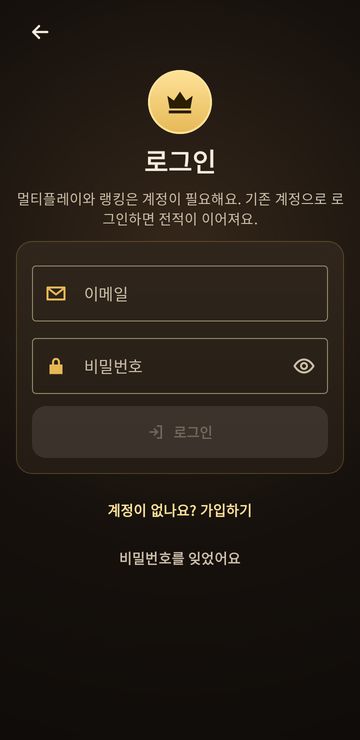 로그인
멀티플레이와 랭킹은 계정이 필요해요. 기존 계정으로 로
그인하면 전적이 이어져요.
이메일
비밀번호
로그인
계정이 없나요? 가입하기
비밀번호를 잊었어요